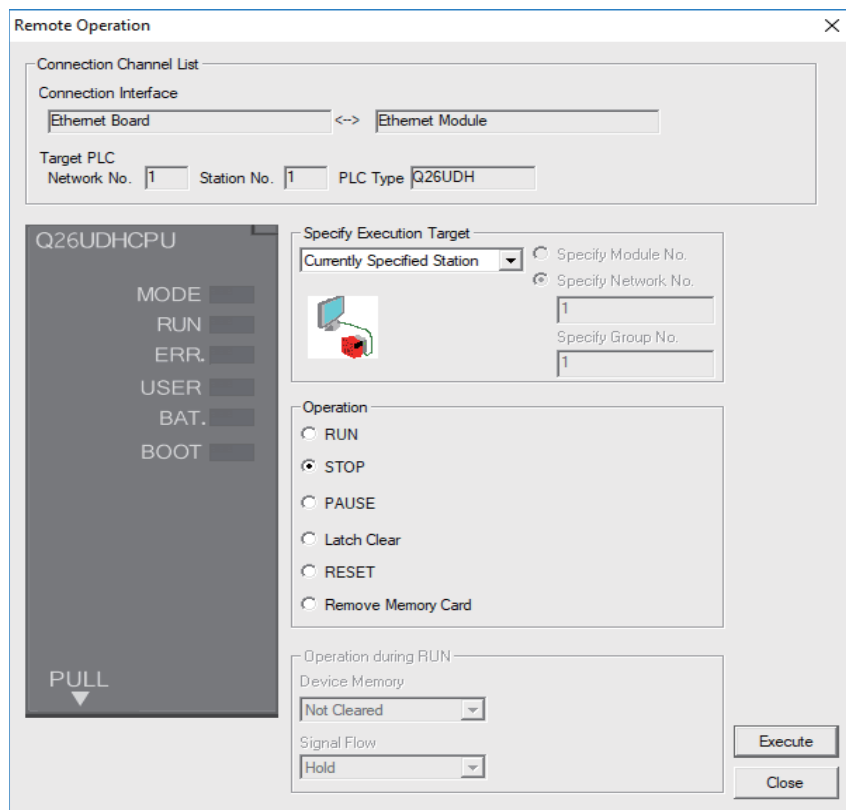 Remote Operation
Connection Channel List
Connection Interface
Ethernet Board <--> Ethernet Module
Target PLC
Network No. 1 Station No. 1 PLC Type Q26UDH
Q26UDHCPU
MODE
RUN
ERR.
USER
BAT.
BOOT
PULL
Specify Execution Target
Currently Specified Station
Specify Module No.
Specify Network No.
1
Specify Group No.
1
Operation
RUN
STOP
PAUSE
Latch Clear
RESET
Remove Memory Card
Operation during RUN
Device Memory
Not Cleared
Signal Flow
Hold
Execute
Close